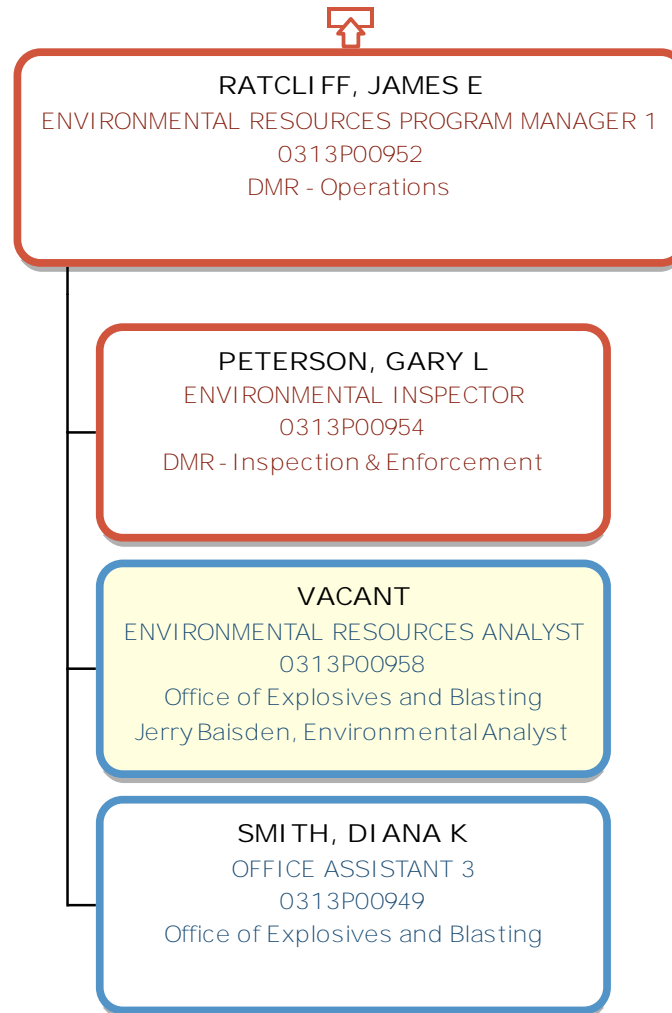 RATCLIFF, JAMES E
ENVIRONMENTAL RESOURCES PROGRAM MANAGER 1
0313P00952
DMR - Operations
PETERSON, GARY L
ENVIRONMENTAL INSPECTOR
0313P00954
DMR - Inspection & Enforcement
VACANT
ENVIRONMENTAL RESOURCES ANALYST
0313P00958
Office of Explosives and Blasting
Jerry Baisden, Environmental Analyst
SMITH, DIANA K
OFFICE ASSISTANT 3
0313P00949
Office of Explosives and Blasting